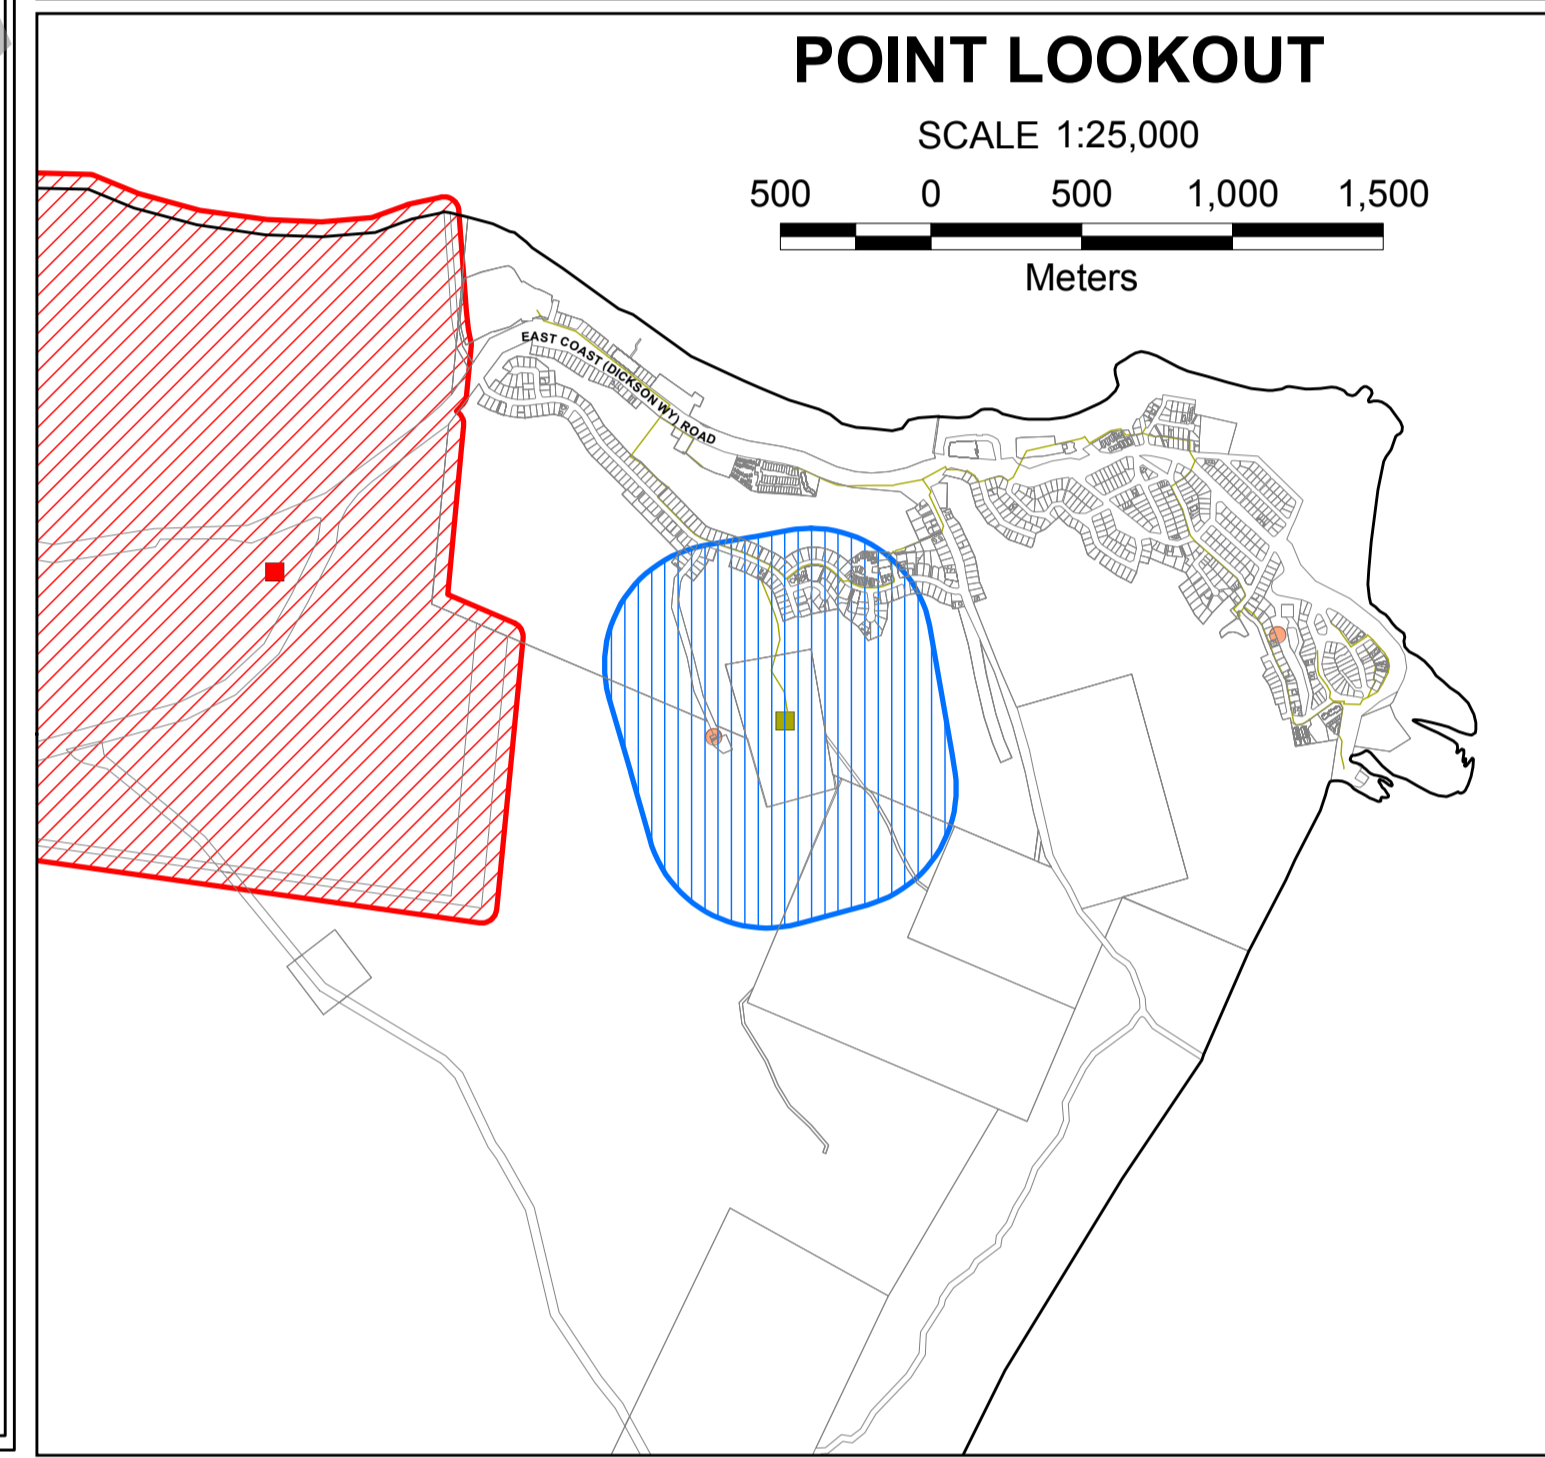 POINT LOOKOUT
SCALE 1:25,000
500 0 500 1,000 1,500
Meters
EAST COAST (DICKSON WY) ROAD